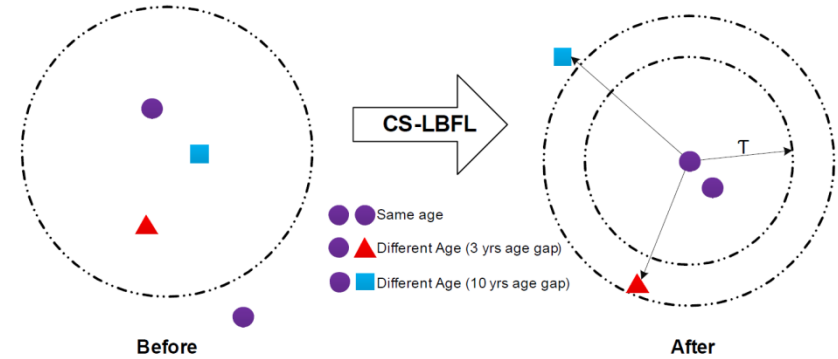 CS-LBFL
T
Same age
Different Age (3 yrs age gap)
Different Age (10 yrs age gap)
Before
After